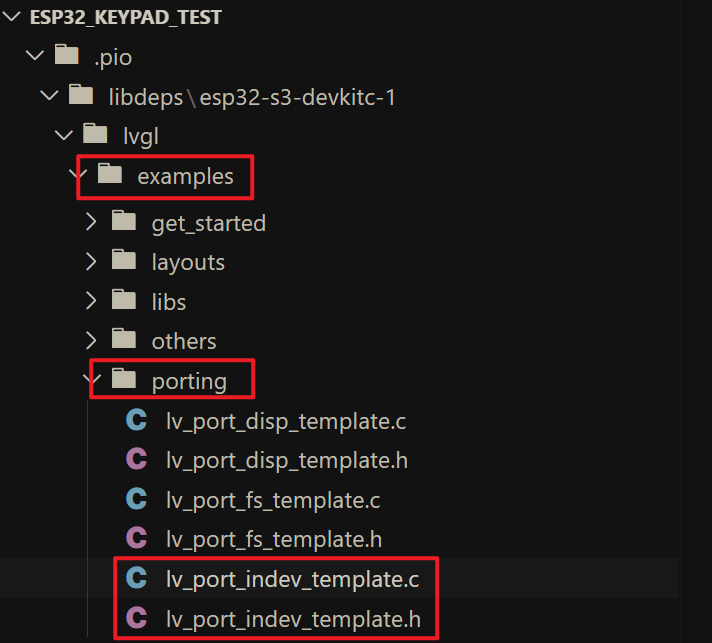 ESP32_KEYPAD_TEST
.pio
libdeps\esp32-s3-devkitc-1
lvgl
examples
get_started
layouts
libs
others
porting
C lv_port_disp_template.c
C lv_port_disp_template.h
C lv_port_fs_template.c
C lv_port_fs_template.h
C lv_port_indev_template.c
C lv_port_indev_template.h